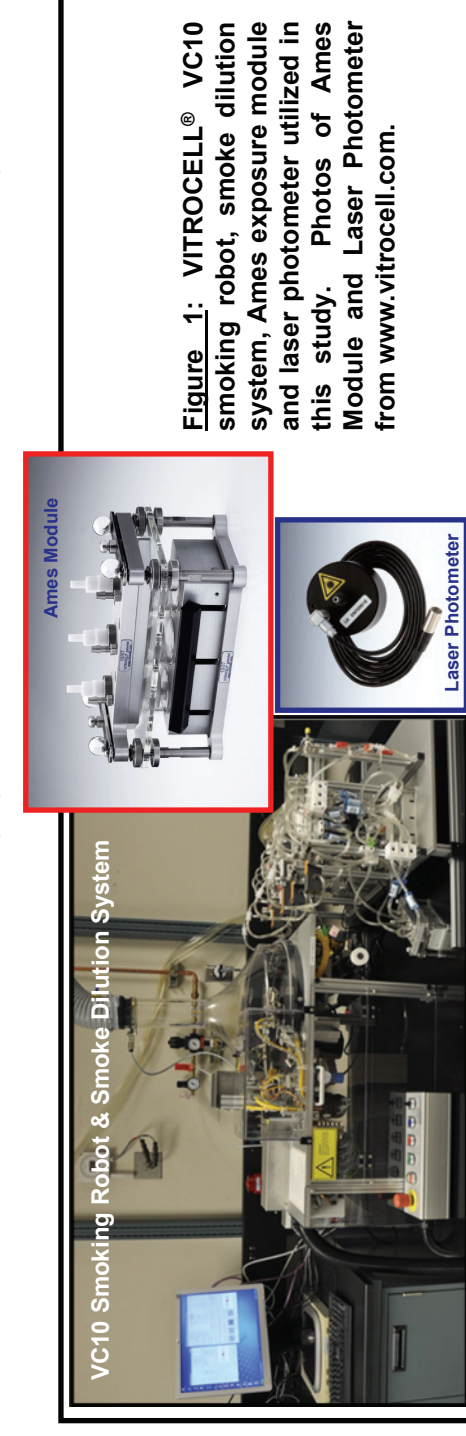 VC10 Smoking Robot & Smoke Dilution System
Ames Module
Laser Photometer
Figure 1: VITROCELL® VC10
smoking robot, smoke dilution
system, Ames exposure module
and laser photometer utilized in
this study. Photos of Ames
Module and Laser Photometer
from www.vitrocell.com.